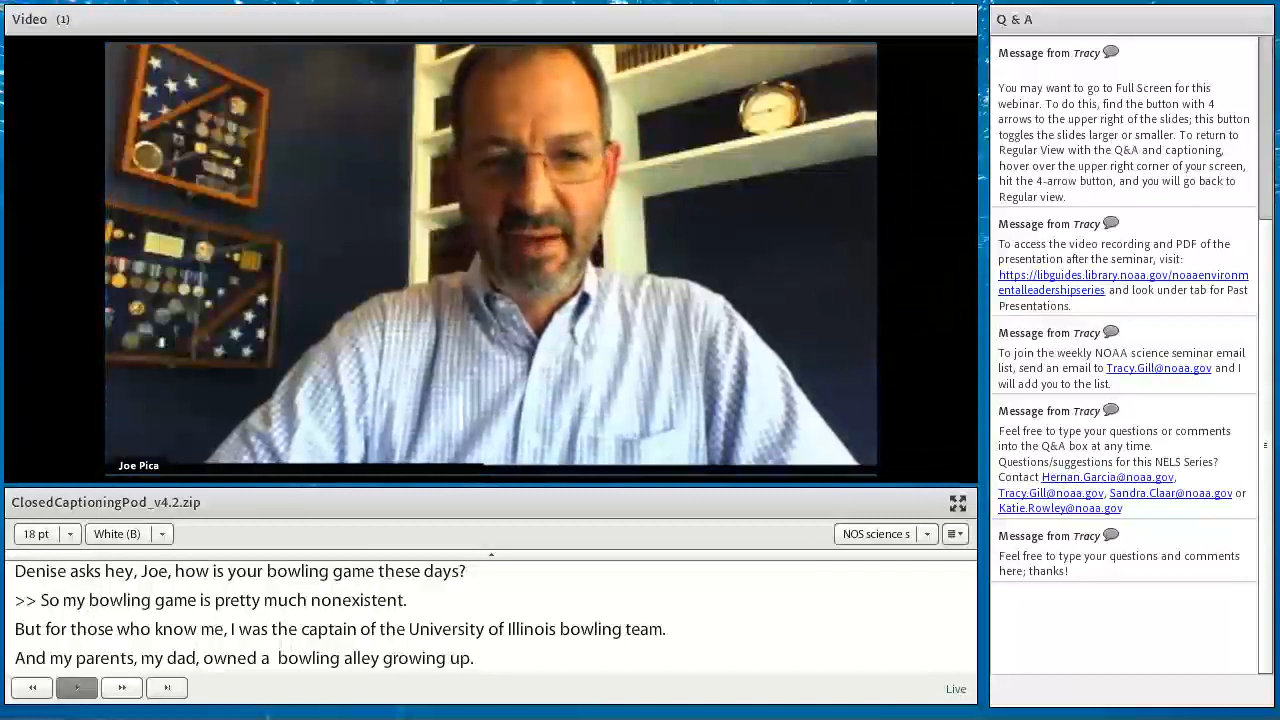 Video (1)
Joe Pica
ClosedCaptioningPod_v4.2.zip
18 pt
White (B)
NOS science s
Denise asks hey, Joe, how is your bowling game these days?
>> So my bowling game is pretty much nonexistent.
But for those who know me, I was the captain of the University of Illinois bowling team.
And my parents, my dad, owned a  bowling alley growing up.
Live
Q & A
Message from Tracy
You may want to go to Full Screen for this
webinar. To do this, find the button with 4
arrows to the upper right of the slides; this button
toggles the slides larger or smaller. To return to
Regular View with the Q&A and captioning,
hover over the upper right corner of your screen,
hit the 4-arrow button, and you will go back to
Regular view.
Message from Tracy
To access the video recording and PDF of the
presentation after the seminar, visit:
https://libguides.library.noaa.gov/noaaenvironm
entalleadershipseries and look under tab for Past
Presentations.
Message from Tracy
To join the weekly NOAA science seminar email
list, send an email to Tracy.Gill@noaa.gov and I
will add you to the list.
Message from Tracy
Feel free to type your questions or comments
into the Q&A box at any time.
Questions/suggestions for this NELS Series?
Contact Hernan.Garcia@noaa.gov,
Tracy.Gill@noaa.gov, Sandra.Claar@noaa.gov or
Katie.Rowley@noaa.gov
Message from Tracy
Feel free to type your questions and comments
here; thanks!